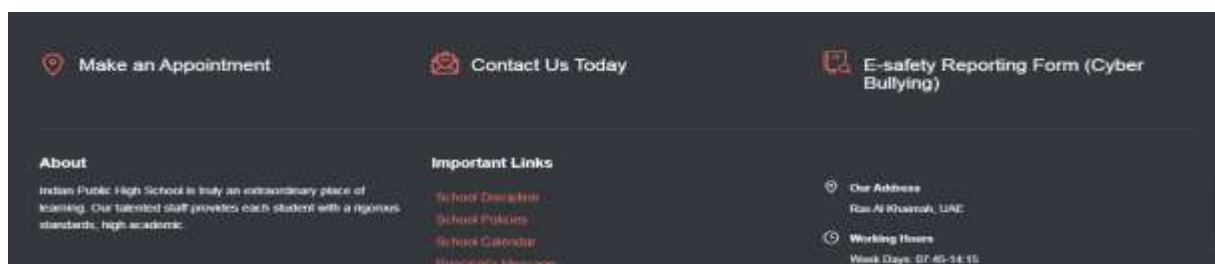 Make an Appointment
Contact Us Today
E-safety Reporting Form (Cyber
Bullying)
About
Indian Public High School is truly an extraordinary place of
learning. Our talented staff provides each student with a rigorous
standards, high academic.
Important Links
School Discipline
School Policies
School Calendar
Principal's Message
Our Address
Ras Al Khaimah, UAE
Working Hours
Week Days: 07:45-14:15